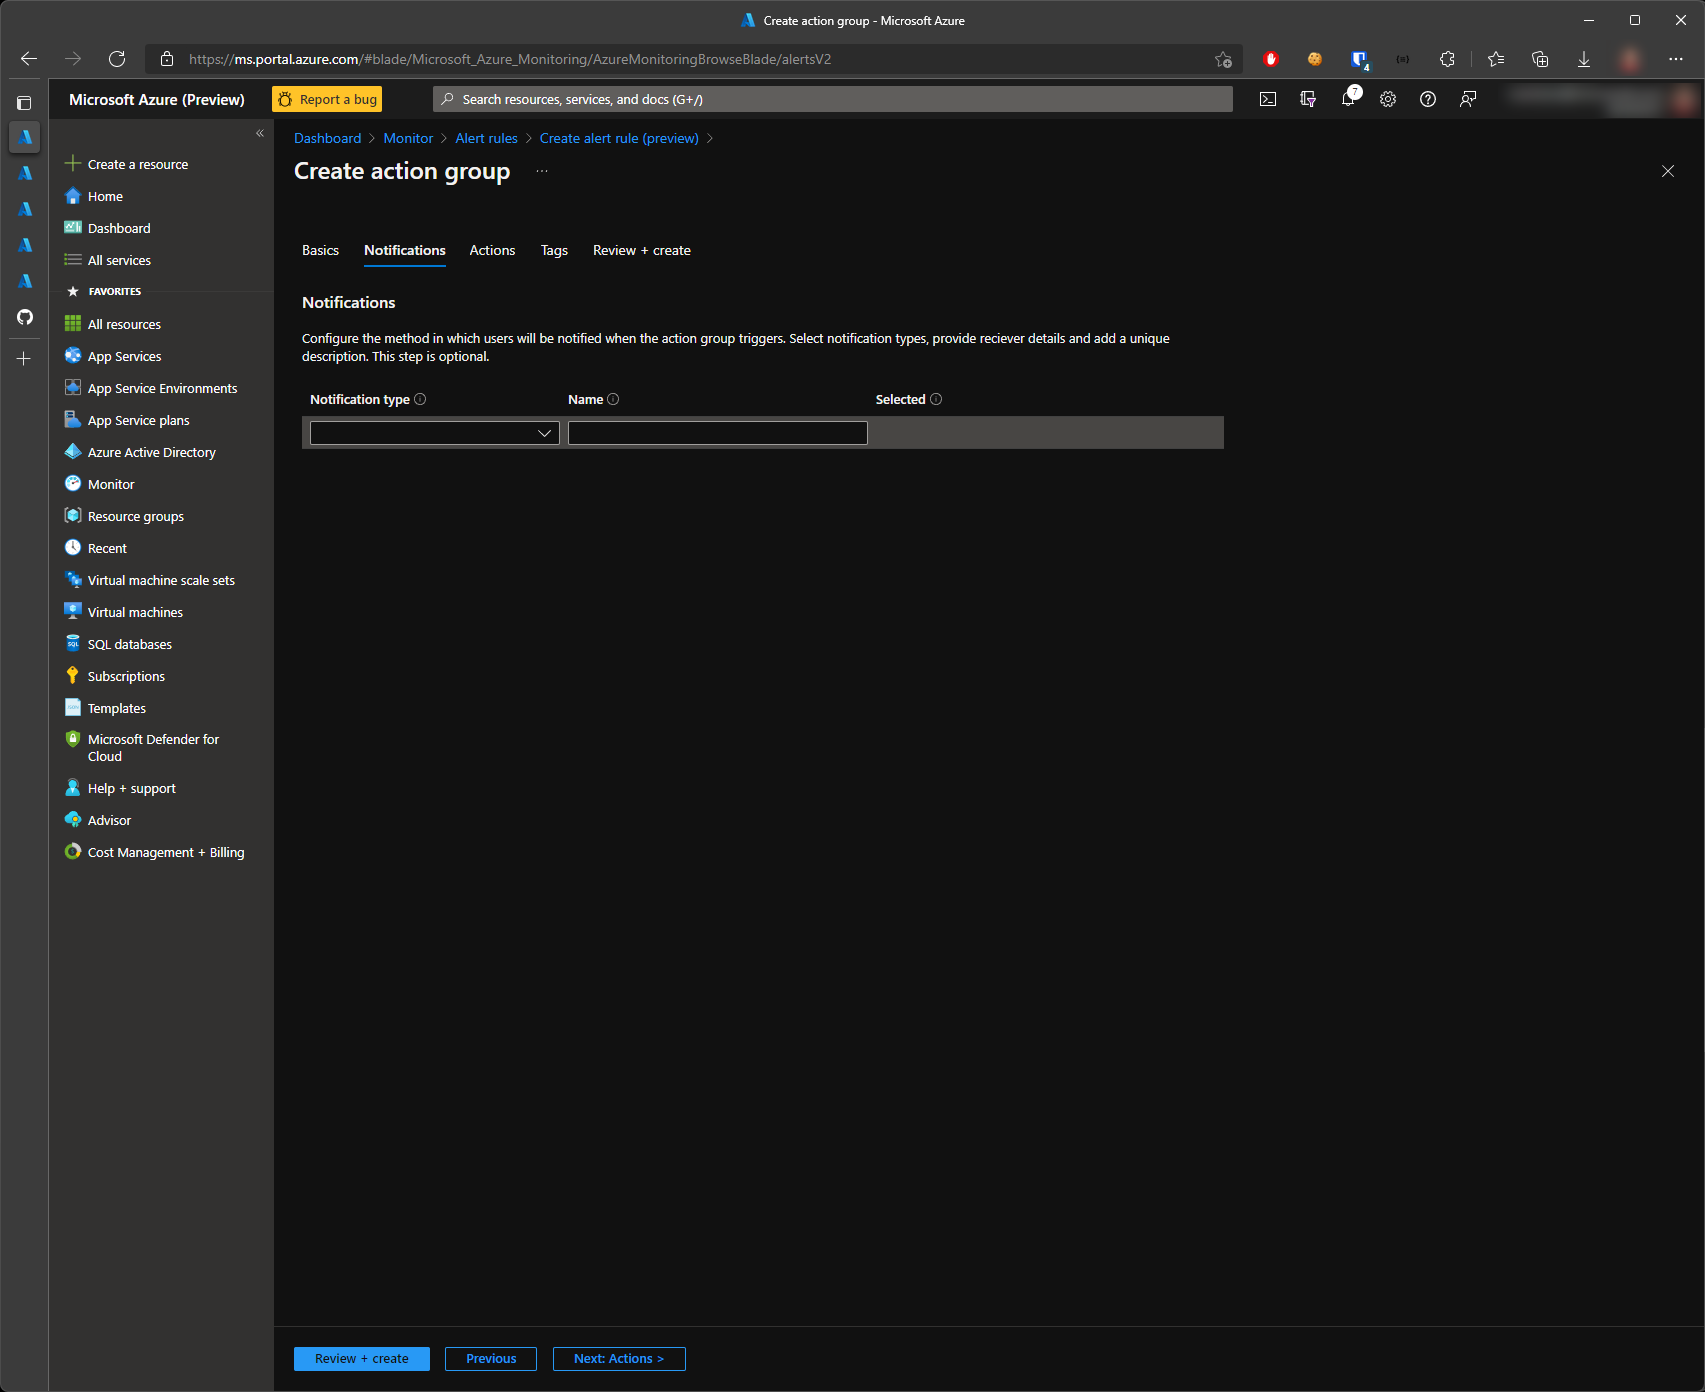 Create action group - Microsoft Azure
https://ms.portal.azure.com/#blade/Microsoft_Azure_Monitoring/AzureMonitoringBrowseBlade/alertsV2
4
Microsoft Azure (Preview)
Report a bug
Search resources, services, and docs (G+/)
7
Create a resource
Home
Dashboard
All services
FAVORITES
All resources
App Services
App Service Environments
App Service plans
Azure Active Directory
Monitor
Resource groups
Recent
Virtual machine scale sets
Virtual machines
SQL databases
Subscriptions
Templates
Microsoft Defender for
Cloud
Help + support
Advisor
Cost Management + Billing
Dashboard > Monitor > Alert rules > Create alert rule (preview) >
Create action group ...
Basics Notifications Actions Tags Review + create
Notifications
Configure the method in which users will be notified when the action group triggers. Select notification types, provide reciever details and add a unique
description. This step is optional.
Notification type Name Selected
Review + create Previous Next: Actions >